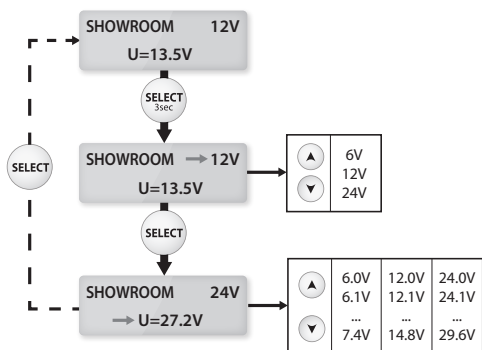 SHOWROOM 12V
U=13.5V
SELECT
3sec
SHOWROOM → 12V
U=13.5V
6V
12V
24V
SELECT
SELECT
SHOWROOM 24V
→ U=27.2V
6.0V 12.0V 24.0V
6.1V 12.1V 24.1V
... ... ...
7.4V 14.8V 29.6V